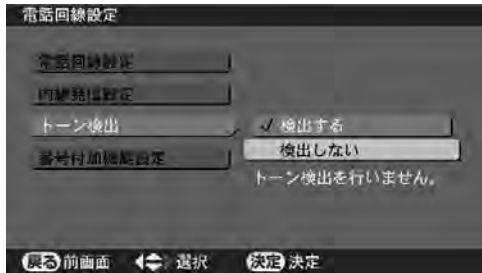 電話回線設定
電話回線設定
内線発信設定
トーン検出
✓ 検出する
検出しない
番号付加機能設定
トーン検出を行いません。
戻る 前画面 選択 決定 決定